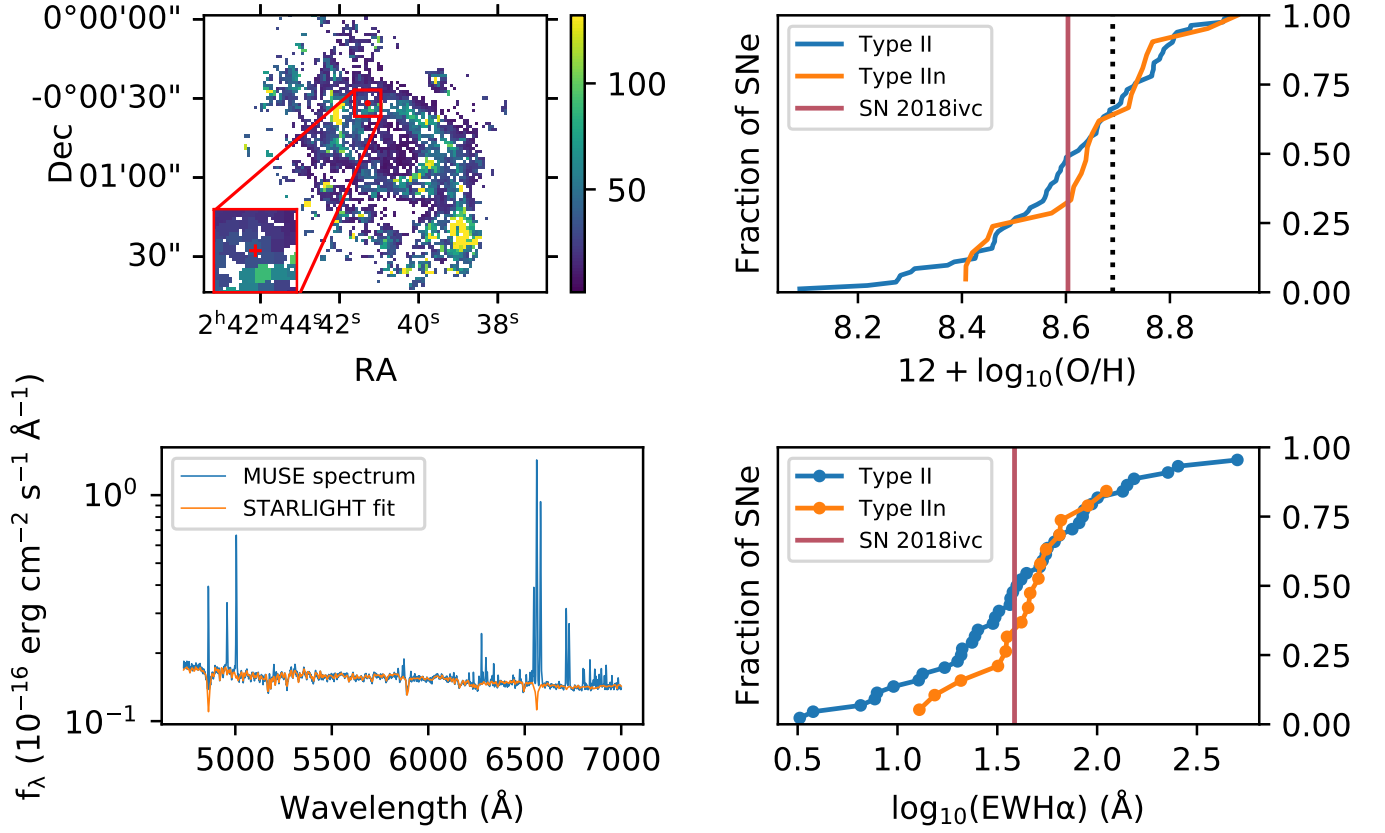 0°00'00"
-0°00'30"
01'00"
30"
Dec
2ʰ42ᵐ44ˢ
42ˢ
40ˢ
38ˢ
RA
100
50
Type II
Type IIn
SN 2018ivc
Fraction of SNe
1.00
0.75
0.50
0.25
0.00
8.2
8.4
8.6
8.8
12 + log₁₀(O/H)
MUSE spectrum
STARLIGHT fit
f_λ (10⁻¹⁶ erg cm⁻² s⁻¹ Å⁻¹)
10⁰
10⁻¹
5000
5500
6000
6500
7000
Wavelength (Å)
Type II
Type IIn
SN 2018ivc
Fraction of SNe
1.00
0.75
0.50
0.25
0.00
0.5
1.0
1.5
2.0
2.5
log₁₀(EWHα) (Å)